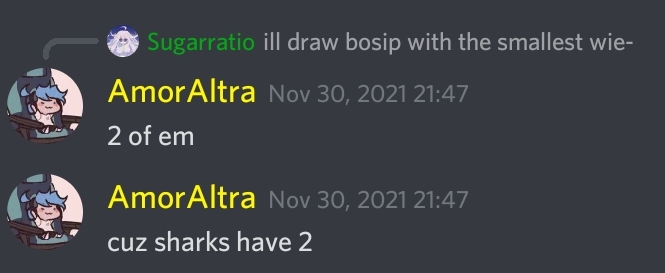 Sugarratio ill draw bosip with the smallest wie-
AmorAltra Nov 30, 2021 21:47
2 of em
AmorAltra Nov 30, 2021 21:47
cuz sharks have 2